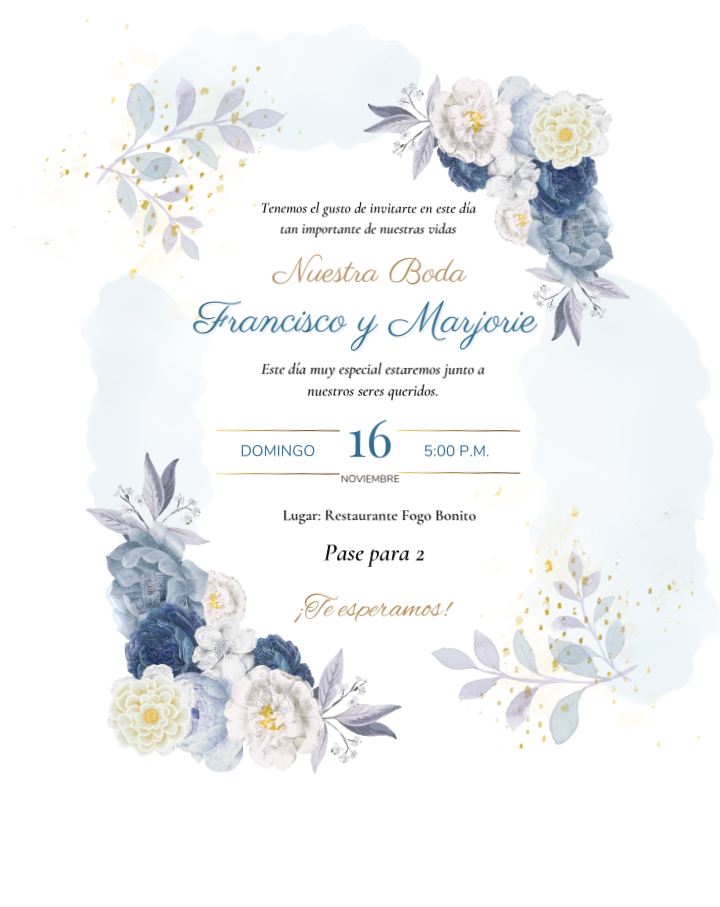 Tenemos el gusto de invitarte en este día
tan importante de nuestras vidas
Nuestra Boda
Francisco y Marjorie
Este día muy especial estaremos junto a
nuestros seres queridos.
DOMINGO 16 5:00 P.M.
NOVIEMBRE
Lugar: Restaurante Fogo Bonito
Pase para 2
¡Te esperamos!